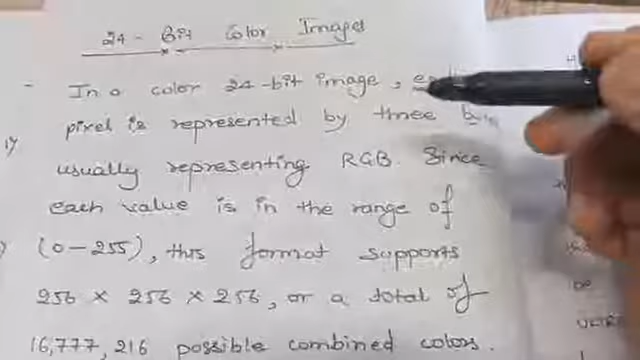 24 - Bit Color Images
- In a color 24-bit image, each
pixel is represented by three
usually representing RGB. Since
each value is in the range of
(0 - 255), this format supports
256 × 256 × 256, or a total of
16,777,216 possible combined colors.